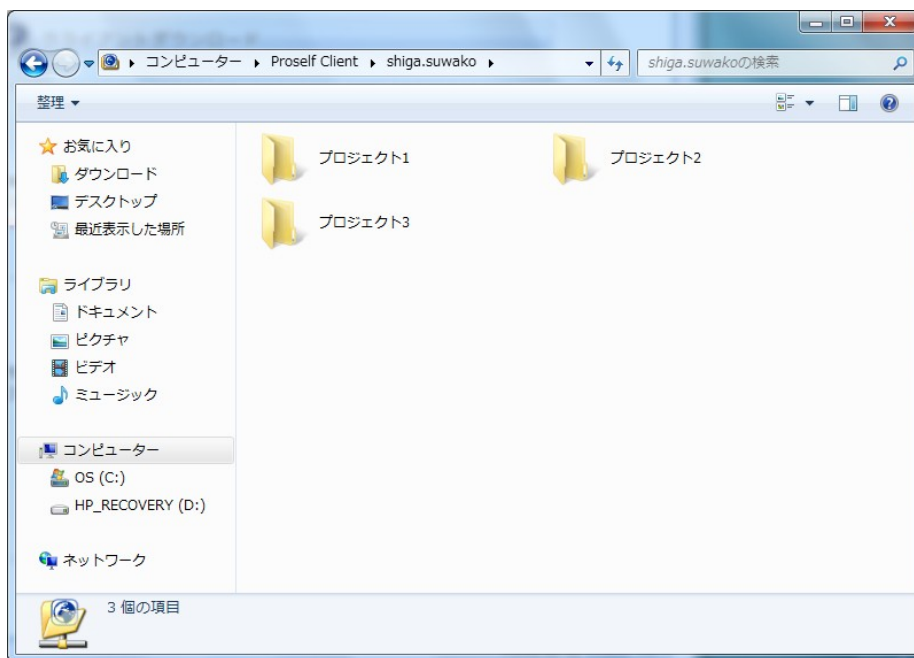 コンピューター ▸ Proself Client ▸ shiga.suwako ▸
shiga.suwakoの検索
整理
お気に入り
ダウンロード
デスクトップ
最近表示した場所
ライブラリ
ドキュメント
ピクチャ
ビデオ
ミュージック
コンピューター
OS (C:)
HP_RECOVERY (D:)
ネットワーク
プロジェクト1
プロジェクト2
プロジェクト3
3 個の項目